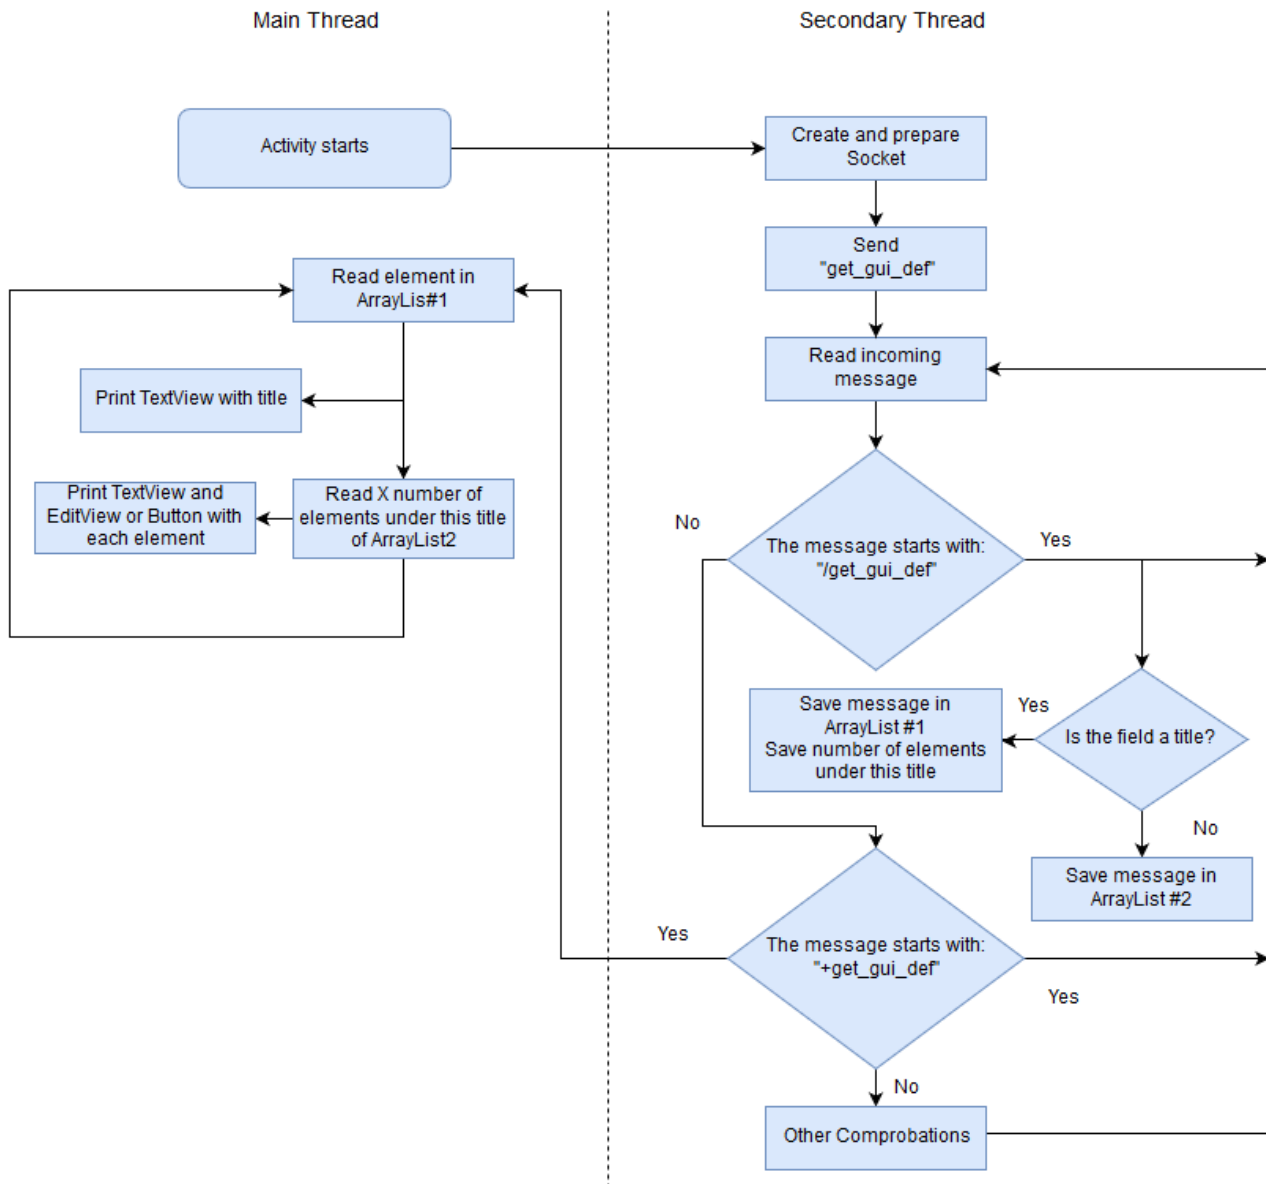 Main Thread
Secondary Thread
Activity starts
Create and prepare
Socket
Send
"get_gui_def"
Read element in
ArrayLis#1
Read incoming
message
Print TextView with title
Print TextView and
EditView or Button with
each element
Read X number of
elements under this title
of ArrayList2
No
The message starts with:
"/get_gui_def"
Yes
Save message in
ArrayList #1
Save number of elements
under this title
Yes
Is the field a title?
No
Save message in
ArrayList #2
Yes
The message starts with:
"+get_gui_def"
Yes
No
Other Comprobations